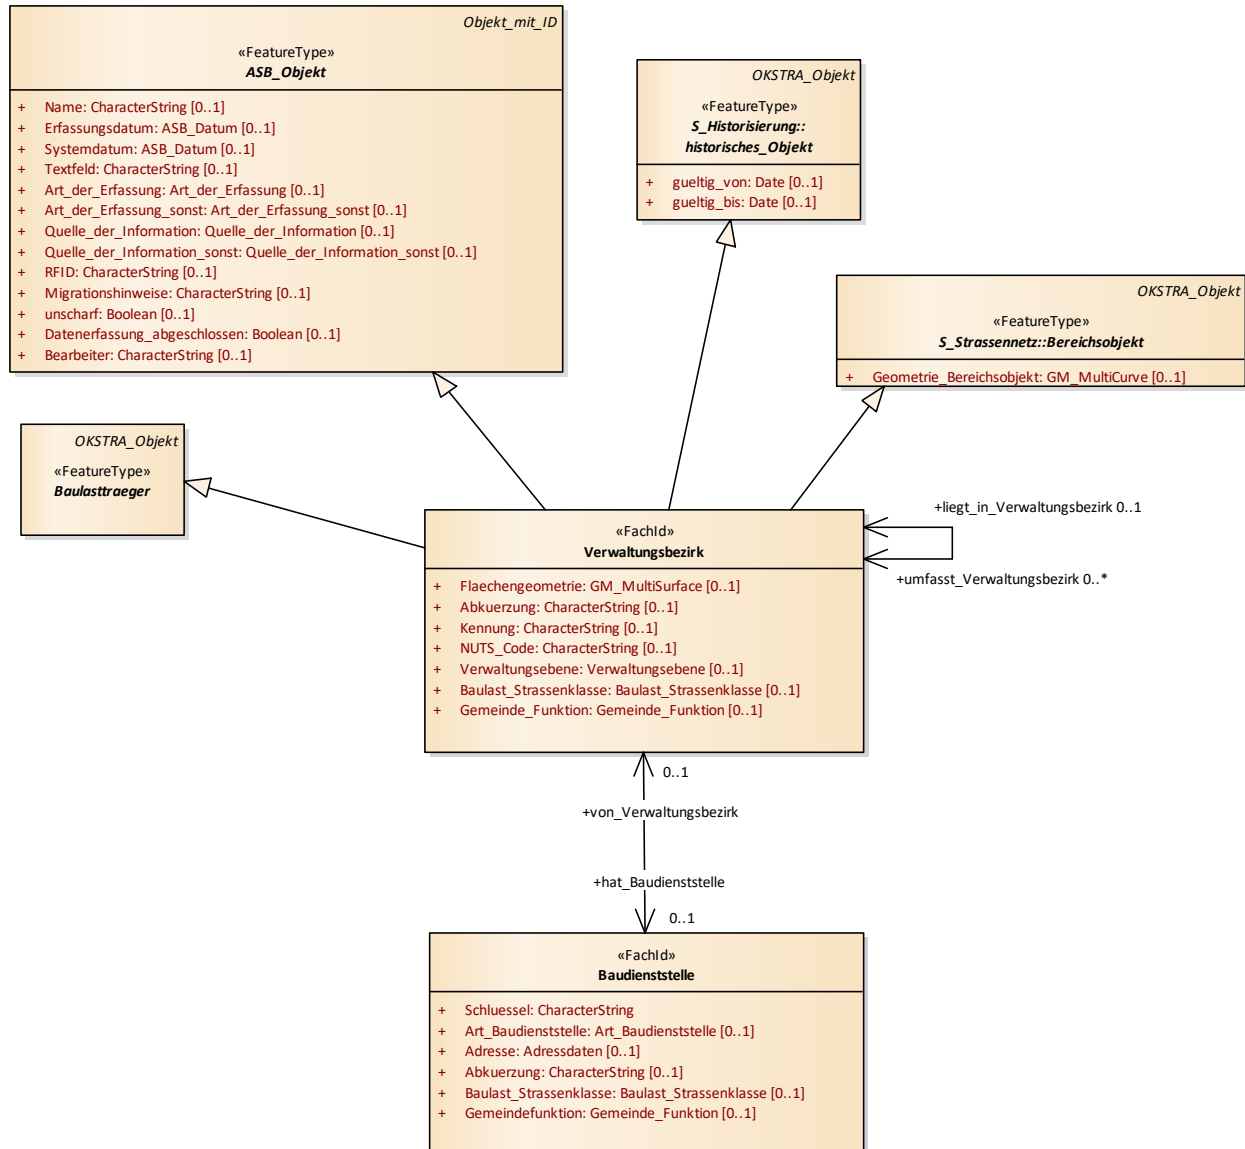 Objekt_mit_ID
«FeatureType»
ASB_Objekt
+ Name: CharacterString [0..1]
+ Erfassungsdatum: ASB_Datum [0..1]
+ Systemdatum: ASB_Datum [0..1]
+ Textfeld: CharacterString [0..1]
+ Art_der_Erfassung: Art_der_Erfassung [0..1]
+ Art_der_Erfassung_sonst: Art_der_Erfassung_sonst [0..1]
+ Quelle_der_Information: Quelle_der_Information [0..1]
+ Quelle_der_Information_sonst: Quelle_der_Information_sonst [0..1]
+ RFID: CharacterString [0..1]
+ Migrationshinweise: CharacterString [0..1]
+ unscharf: Boolean [0..1]
+ Datenerfassung_abgeschlossen: Boolean [0..1]
+ Bearbeiter: CharacterString [0..1]
OKSTRA_Objekt
«FeatureType»
S_Historisierung::
historisches_Objekt
+ gueltig_von: Date [0..1]
+ gueltig_bis: Date [0..1]
OKSTRA_Objekt
«FeatureType»
S_Strassennetz::Bereichsobjekt
+ Geometrie_Bereichsobjekt: GM_MultiCurve [0..1]
OKSTRA_Objekt
«FeatureType»
Baulasttraeger
«FachId»
Verwaltungsbezirk
+ Flaechengeometrie: GM_MultiSurface [0..1]
+ Abkuerzung: CharacterString [0..1]
+ Kennung: CharacterString [0..1]
+ NUTS_Code: CharacterString [0..1]
+ Verwaltungsebene: Verwaltungsebene [0..1]
+ Baulast_Strassenklasse: Baulast_Strassenklasse [0..1]
+ Gemeinde_Funktion: Gemeinde_Funktion [0..1]
+liegt_in_Verwaltungsbezirk 0..1
+umfasst_Verwaltungsbezirk 0..*
0..1
+von_Verwaltungsbezirk
+hat_Baudienststelle
0..1
«FachId»
Baudienststelle
+ Schluessel: CharacterString
+ Art_Baudienststelle: Art_Baudienststelle [0..1]
+ Adresse: Adressdaten [0..1]
+ Abkuerzung: CharacterString [0..1]
+ Baulast_Strassenklasse: Baulast_Strassenklasse [0..1]
+ Gemeindefunktion: Gemeinde_Funktion [0..1]